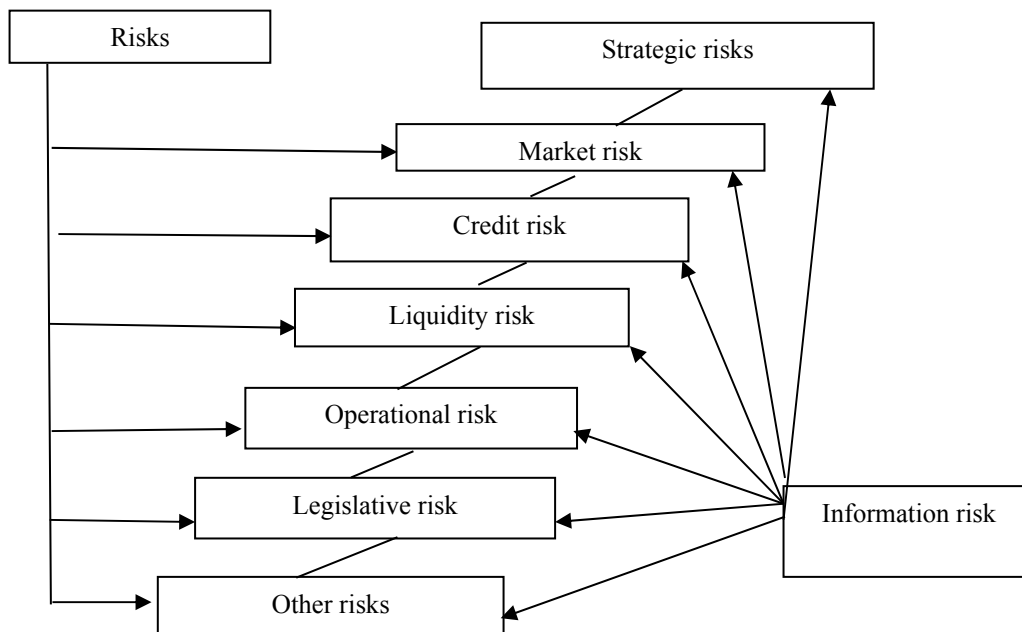 Risks
Strategic risks
Market risk
Credit risk
Liquidity risk
Operational risk
Legislative risk
Information risk
Other risks